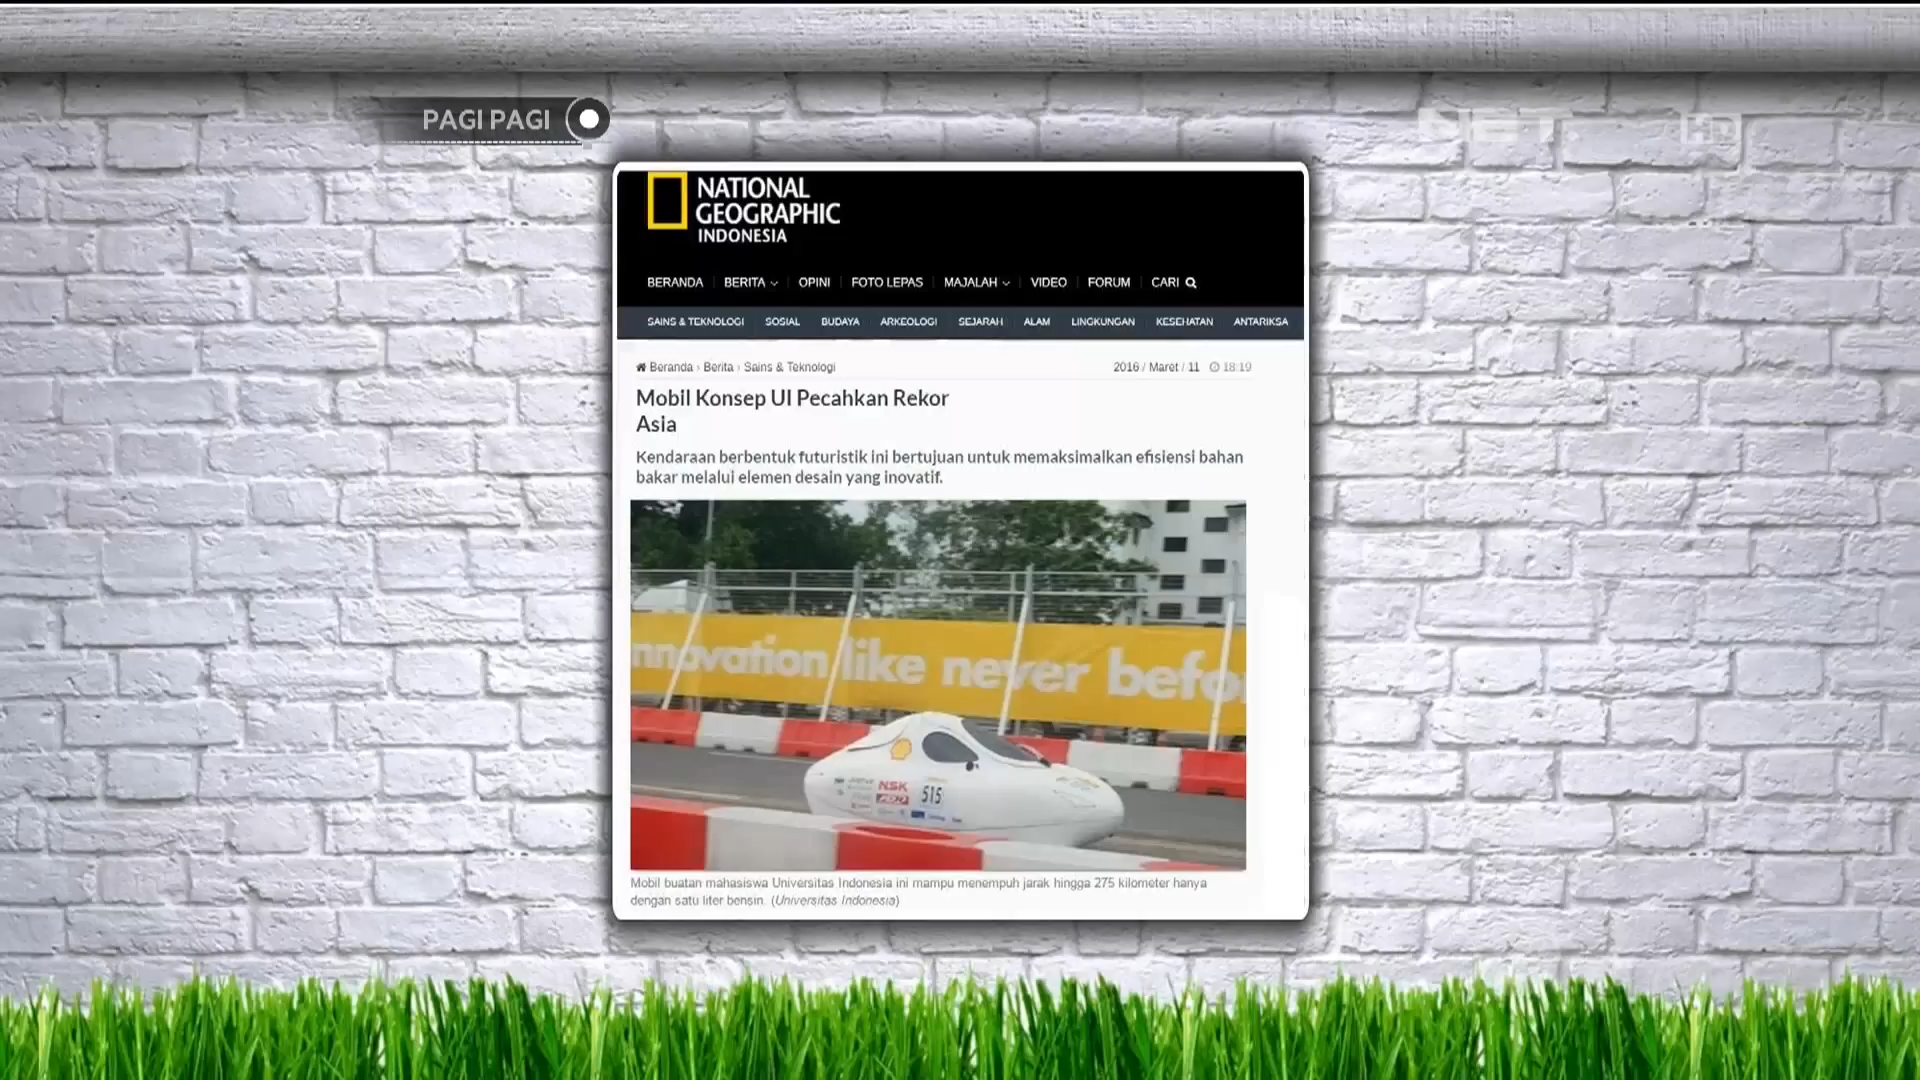 PAGI PAGI
NET
HD
NATIONAL
GEOGRAPHIC
INDONESIA
BERANDA BERITA OPINI FOTO LEPAS MAJALAH VIDEO FORUM CARI
SAINS & TEKNOLOGI SOSIAL BUDAYA ARKEOLOGI SEJARAH ALAM LINGKUNGAN KESEHATAN ANTARIKSA
Beranda › Berita › Sains & Teknologi 2016 / Maret / 11 18:19
Mobil Konsep UI Pecahkan Rekor
Asia
Kendaraan berbentuk futuristik ini bertujuan untuk memaksimalkan efisiensi bahan
bakar melalui elemen desain yang inovatif.
nnovation like never befo
NSK
515
Mobil buatan mahasiswa Universitas Indonesia ini mampu menempuh jarak hingga 275 kilometer hanya
dengan satu liter bensin. (Universitas Indonesia)